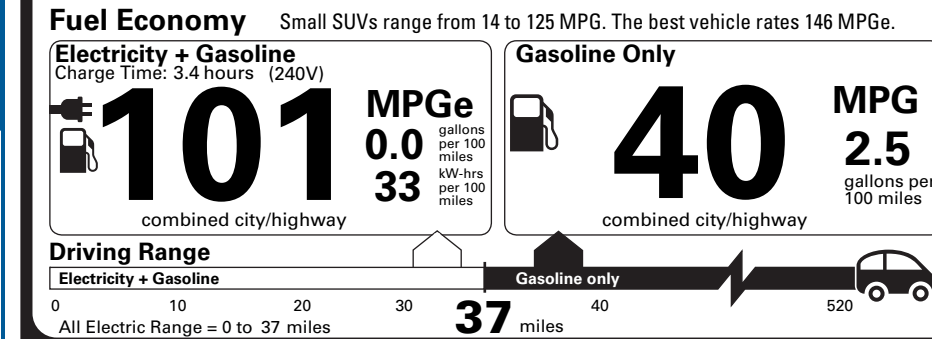 Fuel Economy Small SUVs range from 14 to 125 MPG. The best vehicle rates 146 MPGe.
Electricity + Gasoline
Charge Time: 3.4 hours (240V)
101
MPGe
0.0 gallons per 100 miles
33 kW-hrs per 100 miles
combined city/highway
Gasoline Only
40
MPG
2.5
gallons per
100 miles
combined city/highway
Driving Range
Electricity + Gasoline Gasoline only
0 10 20 30 40 520
All Electric Range = 0 to 37 miles 37 miles